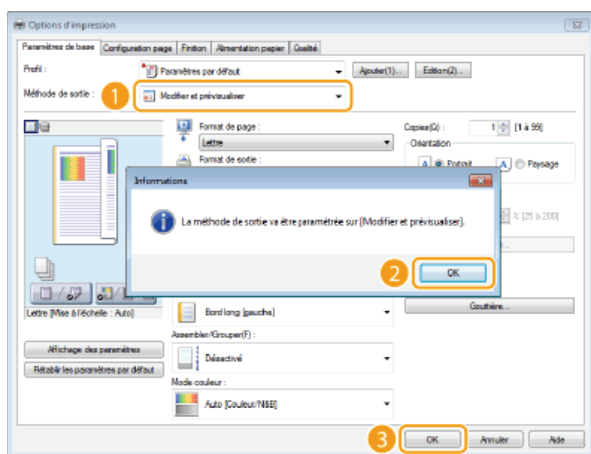 Options d'impression
Paramètres de base Configuration page Finition Alimentation papier Qualité
Profil : Paramètres par défaut Ajouter(1)... Edition(2)...
Méthode de sortie : 1 Modifier et prévisualiser
Format de page : Copies(Q) : 1 [1 à 99]
Lettre Orientation
Format de sortie : A Portrait A Paysage
Informations
% [25 à 200]
La méthode de sortie va être paramétrée sur [Modifier et prévisualiser].
2 OK
Lettre [Mise à l'échelle : Auto] Bord long [gauche] Gouttière...
Assembler/Grouper(F) :
Affichage des paramètres Désactivé
Rétablir les paramètres par défaut
Mode couleur :
Auto [Couleur/N&B]
3 OK Annuler Aide